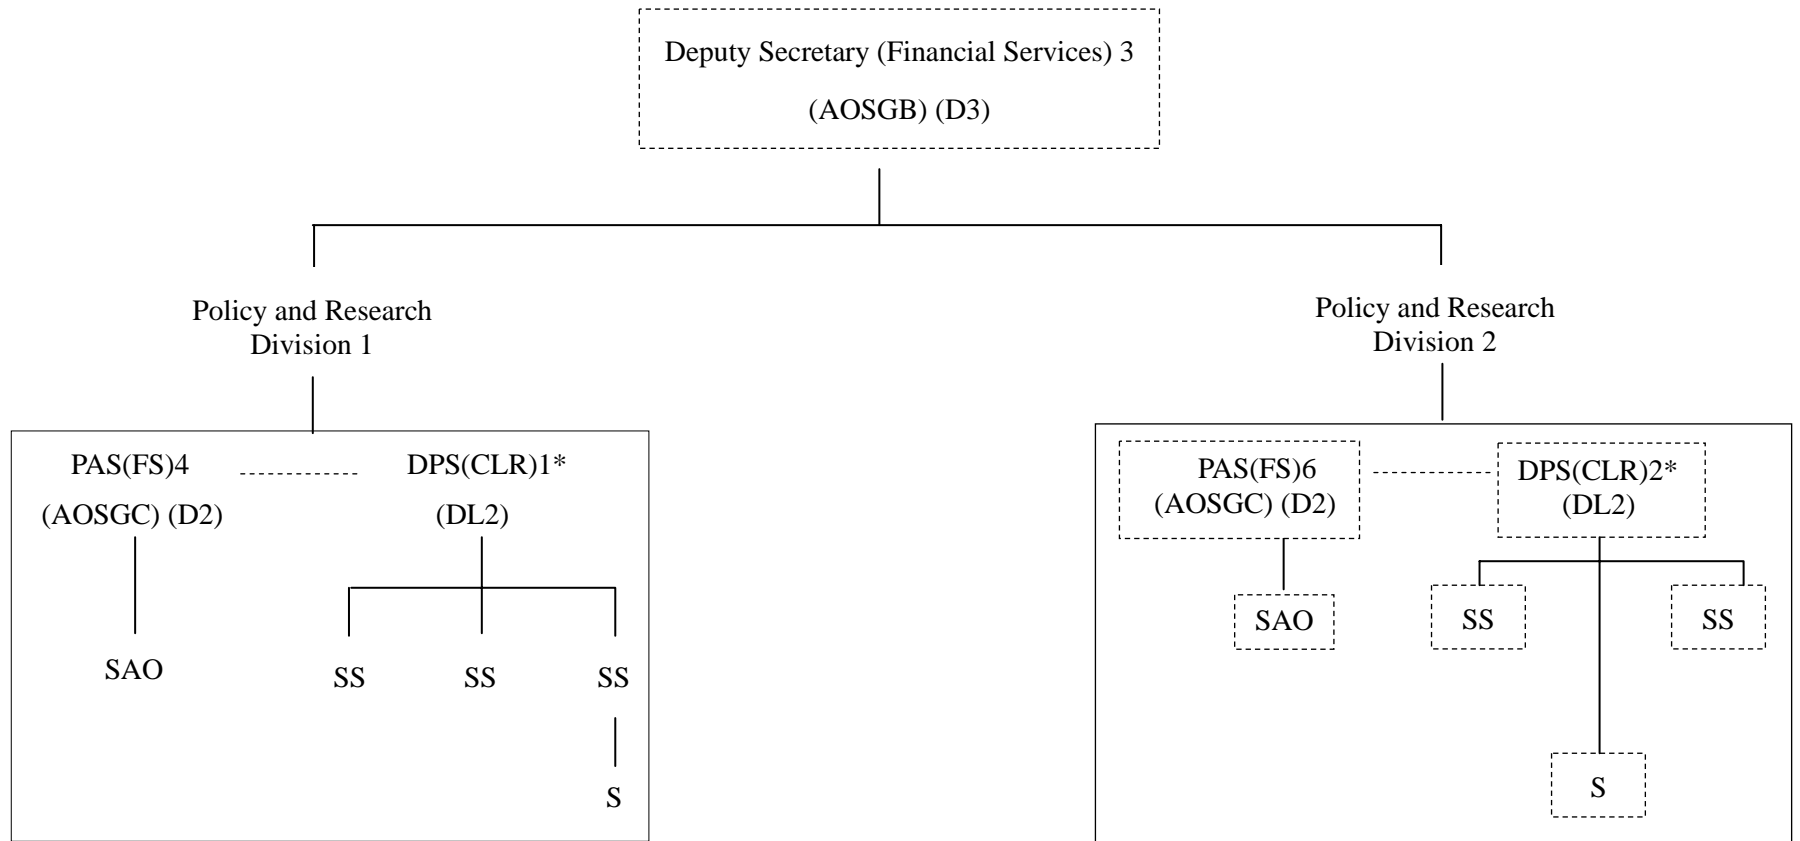 Deputy Secretary (Financial Services) 3
(AOSGB) (D3)
Policy and Research
Division 1
Policy and Research
Division 2
PAS(FS)4
(AOSGC) (D2)
DPS(CLR)1*
(DL2)
SAO
SS
SS
SS
S
PAS(FS)6
(AOSGC) (D2)
DPS(CLR)2*
(DL2)
SAO
SS
SS
S